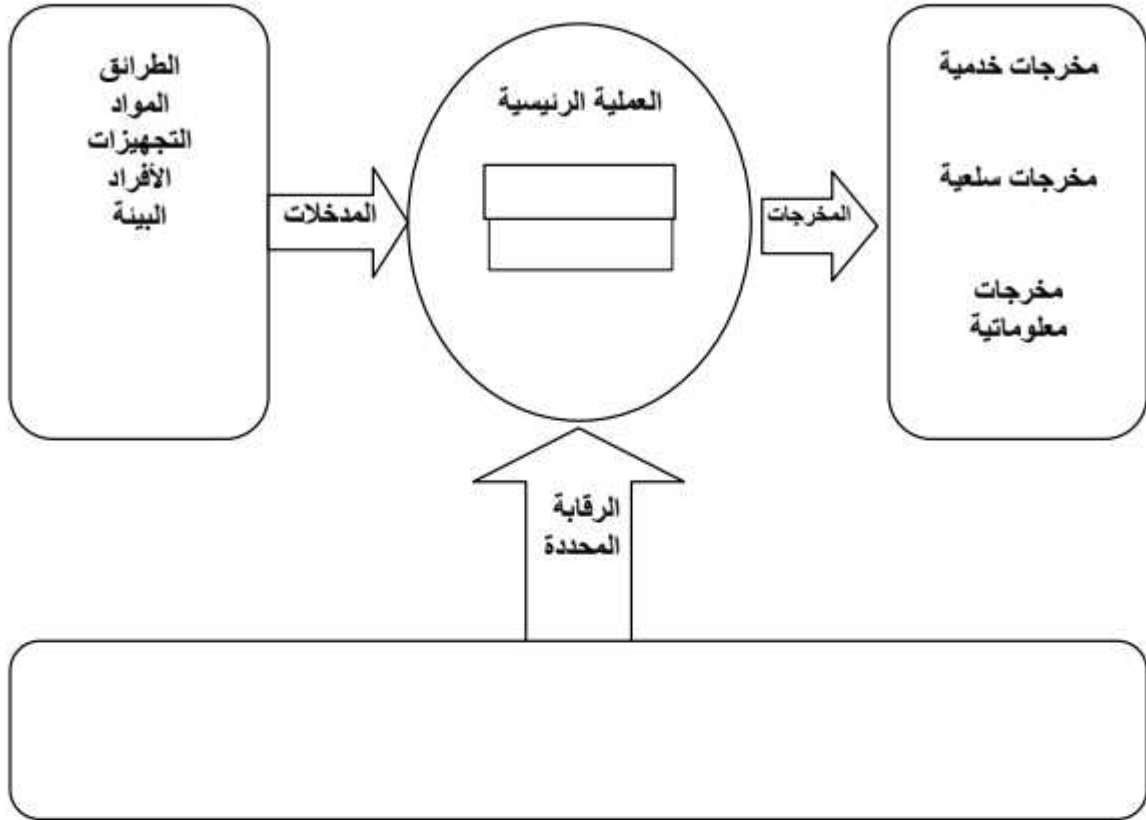 الطرائق
المواد
التجهيزات
الأفراد
البيئة
المدخلات
العملية الرئيسية
المخرجات
مخرجات خدمية
مخرجات سلعية
مخرجات
معلوماتية
الرقابة
المحددة